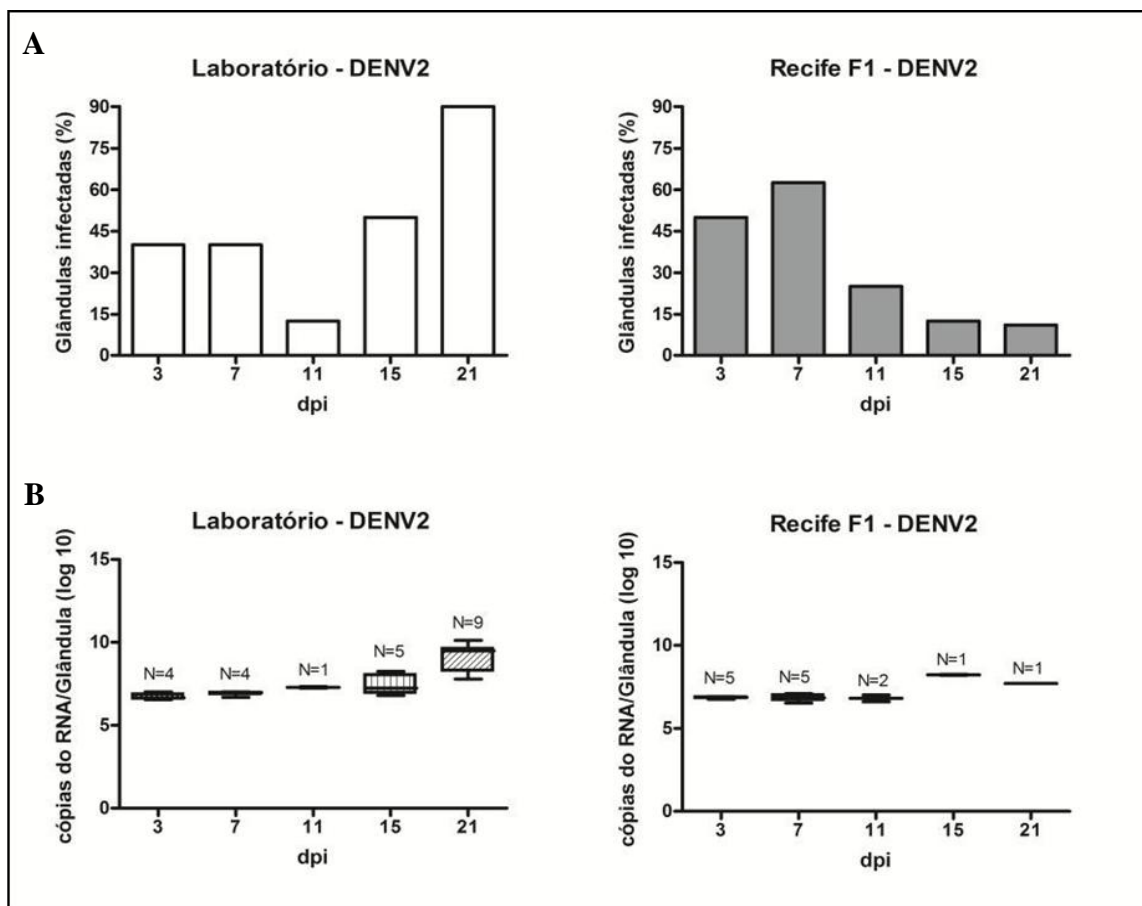 A
Laboratório - DENV2
Glândulas infectadas (%)
90
75
60
45
30
15
0
3 7 11 15 21
dpi
Recife F1 - DENV2
Glândulas infectadas (%)
90
75
60
45
30
15
0
3 7 11 15 21
dpi
B
Laboratório - DENV2
cópias do RNA/Glândula (log 10)
15
10
5
0
N=4 N=4 N=1 N=5 N=9
3 7 11 15 21
dpi
Recife F1 - DENV2
cópias do RNA/Glândula (log 10)
15
10
5
0
N=5 N=5 N=2 N=1 N=1
3 7 11 15 21
dpi